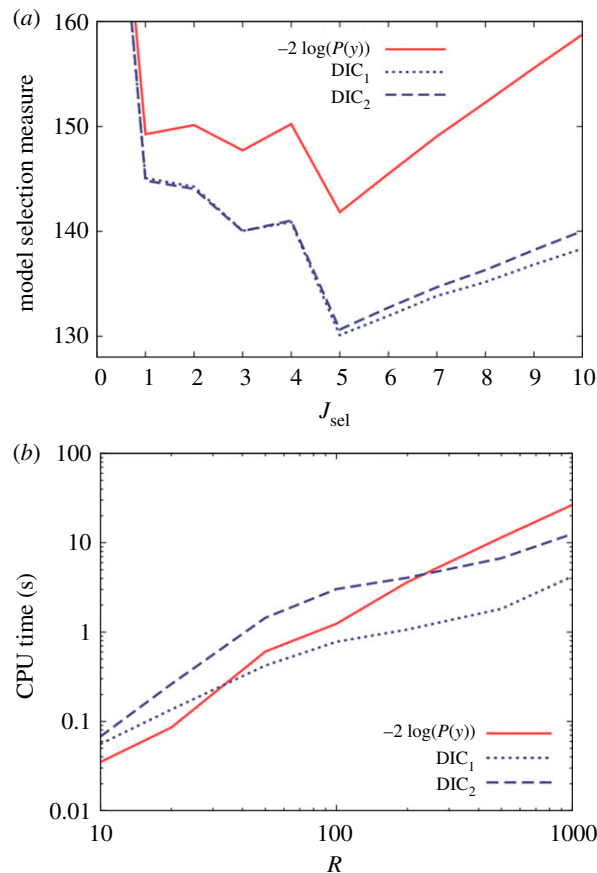 (a)
160
150
140
130
model selection measure
–2 log(P(y))
DIC₁
DIC₂
0 1 2 3 4 5 6 7 8 9 10
J_sel
(b)
100
10
1
0.1
0.01
CPU time (s)
–2 log(P(y))
DIC₁
DIC₂
10 100 1000
R